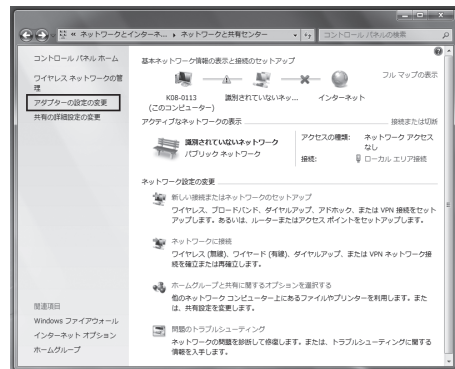 « ネットワークとインターネ... ▸ ネットワークと共有センター
コントロール パネルの検索
コントロール パネル ホーム
ワイヤレス ネットワークの管理
アダプターの設定の変更
共有の詳細設定の変更
基本ネットワーク情報の表示と接続のセットアップ
フル マップの表示
K08-0113
(このコンピューター)
識別されていないネッ...
インターネット
アクティブなネットワークの表示
接続または切断
識別されていないネットワーク
パブリック ネットワーク
アクセスの種類: ネットワーク アクセス
なし
接続: ローカル エリア接続
ネットワーク設定の変更
新しい接続またはネットワークのセットアップ
ワイヤレス、ブロードバンド、ダイヤルアップ、アドホック、または VPN 接続をセット
アップします。あるいは、ルーターまたはアクセス ポイントをセットアップします。
ネットワークに接続
ワイヤレス (無線)、ワイヤード (有線)、ダイヤルアップ、または VPN ネットワーク接
続を確立または再確立します。
ホームグループと共有に関するオプションを選択する
他のネットワーク コンピューター上にあるファイルやプリンターを利用します。また
は、共有設定を変更します。
問題のトラブルシューティング
ネットワークの問題を診断して修復します。または、トラブルシューティングに関する
情報を入手します。
関連項目
Windows ファイアウォール
インターネット オプション
ホームグループ